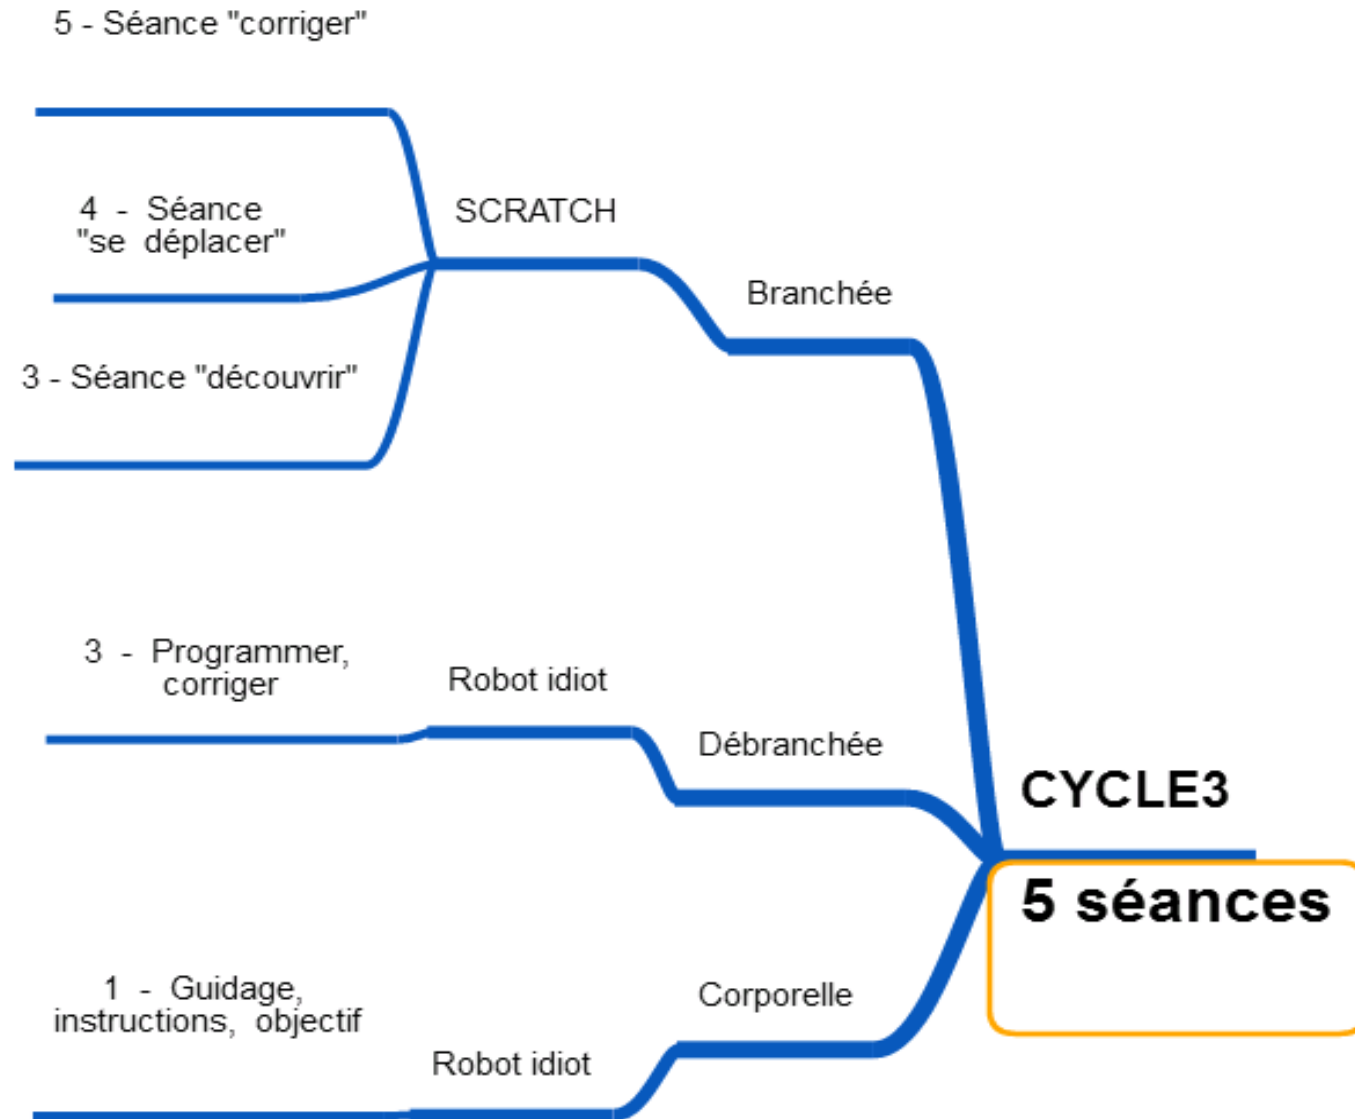 5 - Séance "corriger"
4 - Séance
"se déplacer"
SCRATCH
Branchée
3 - Séance "découvrir"
3 - Programmer,
corriger
Robot idiot
Débranchée
CYCLE3
5 séances
1 - Guidage,
instructions, objectif
Corporelle
Robot idiot